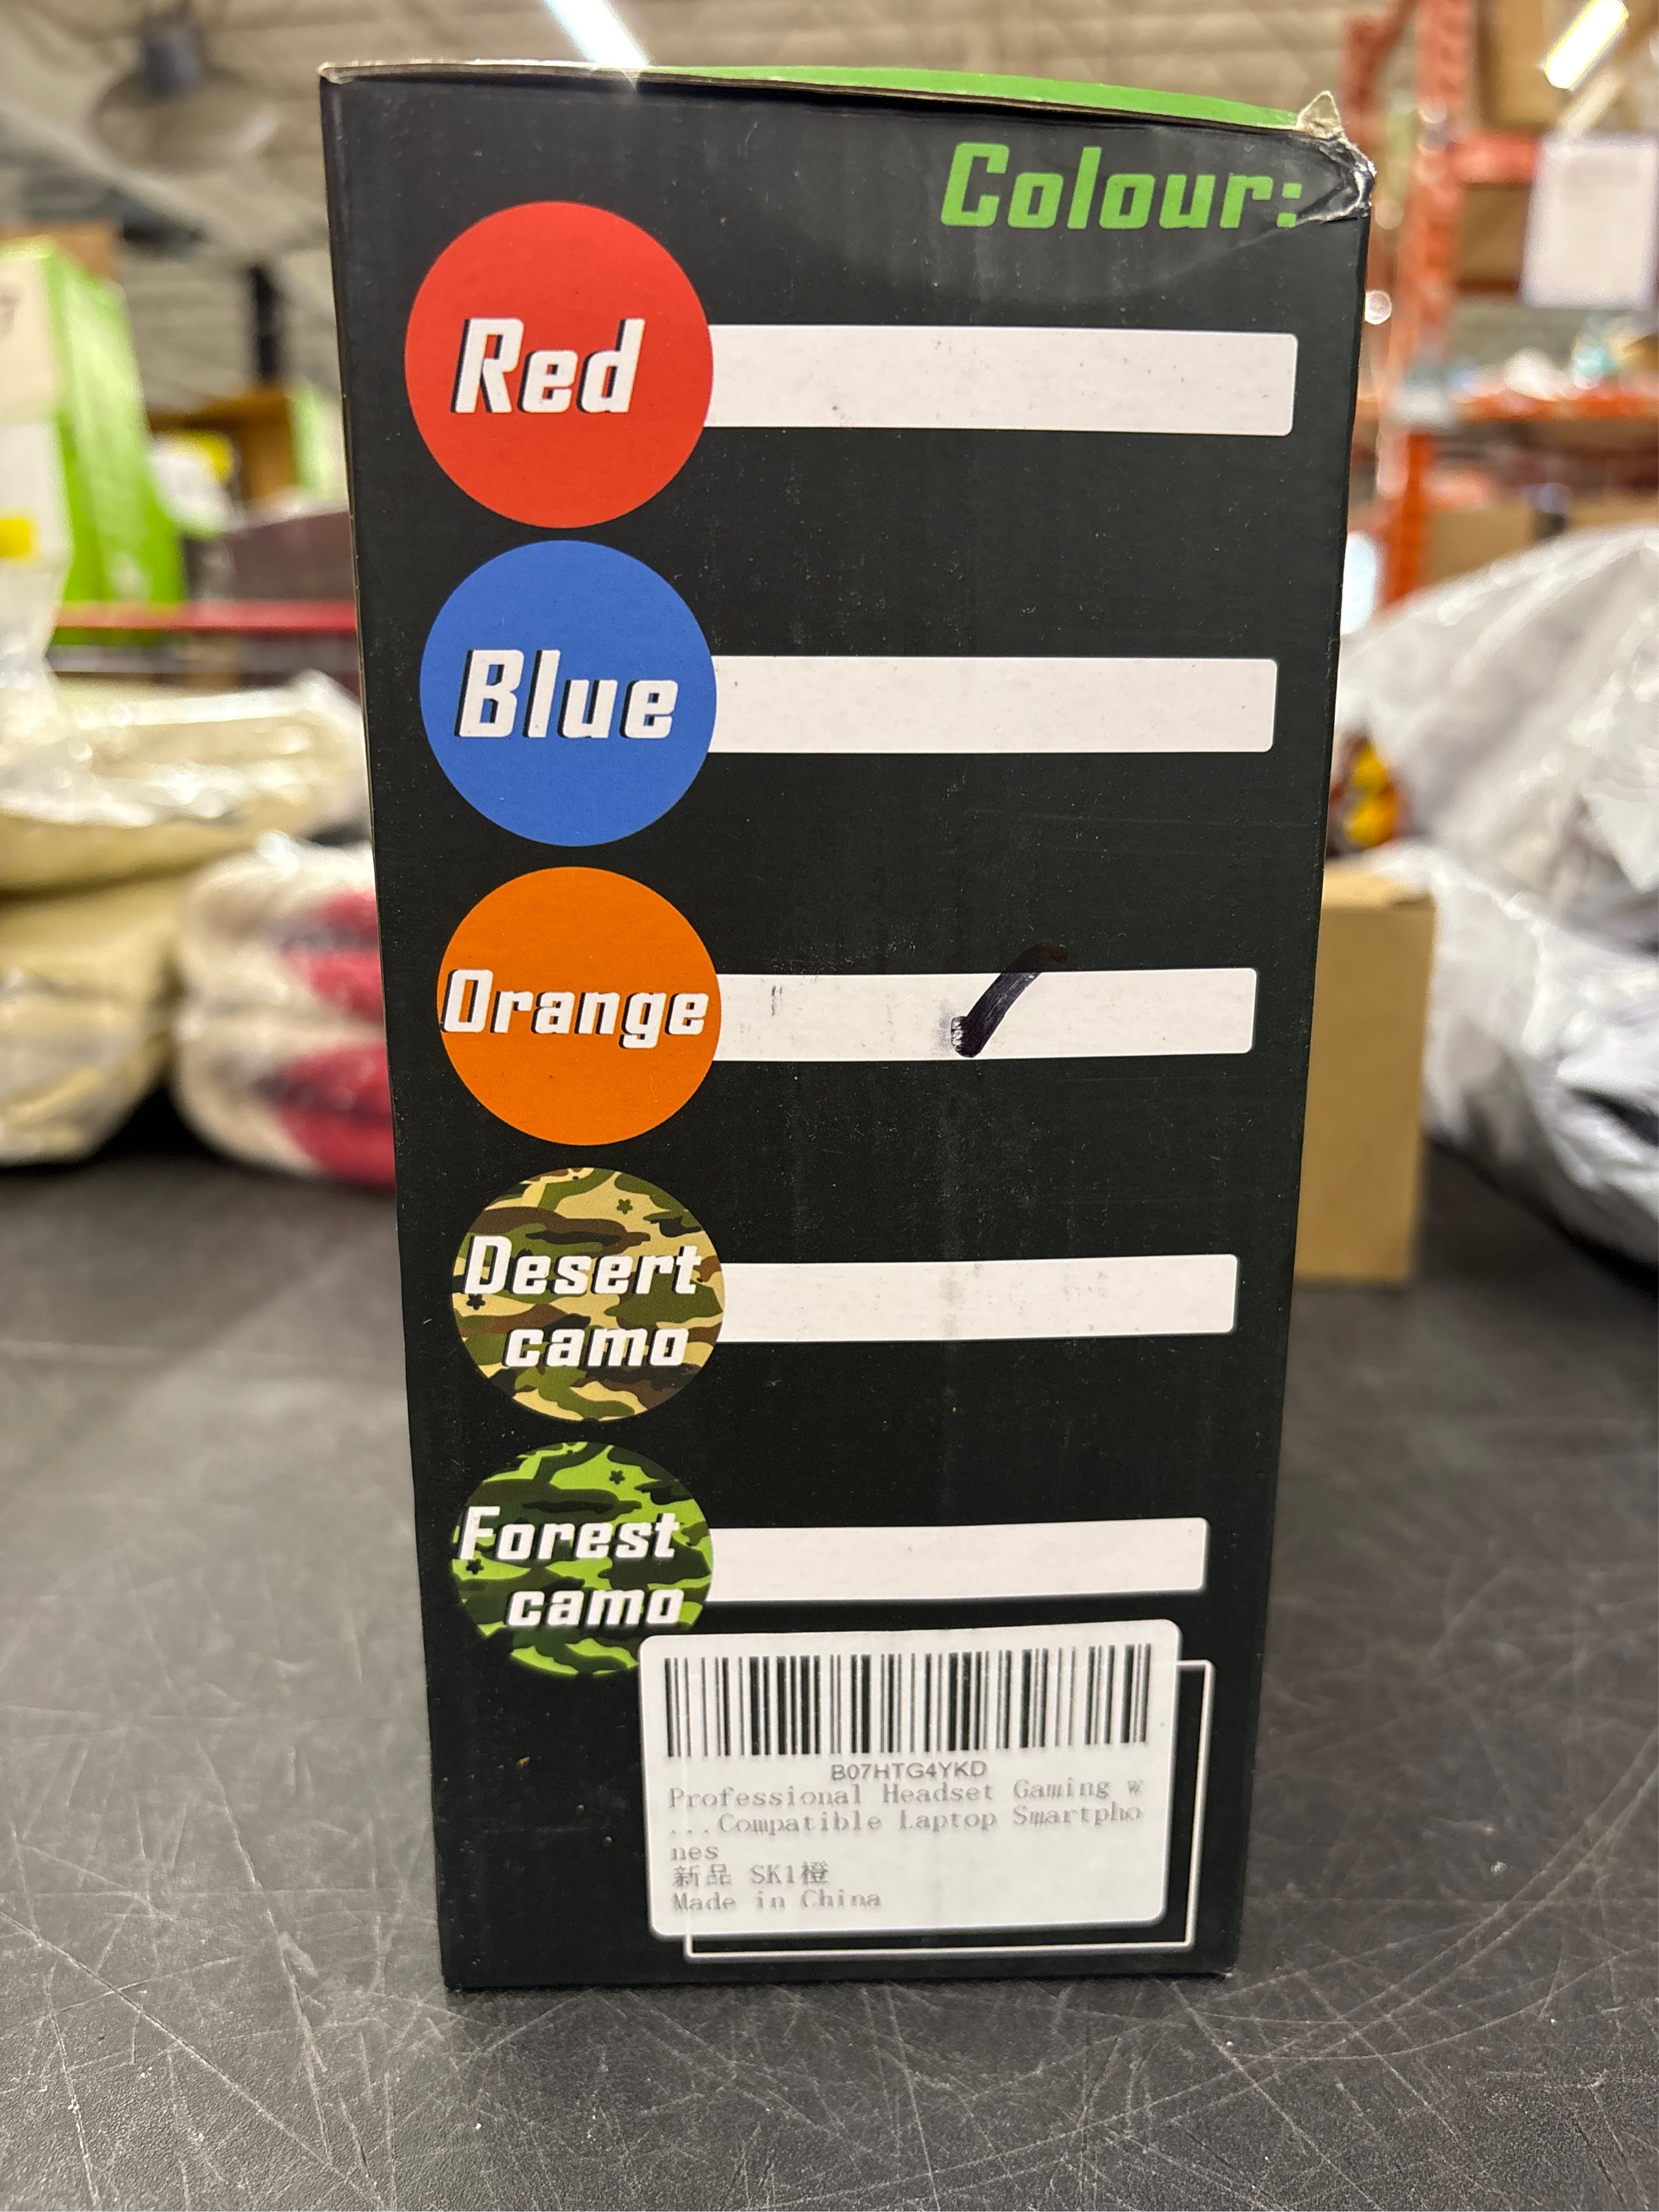 Colour:
Red
Blue
Orange
Desert
camo
Forest
camo
B07HTG4YKD
Professional Headset Gaming w
...Compatible Laptop Smartpho
nes
新品 SK1橙
Made in China